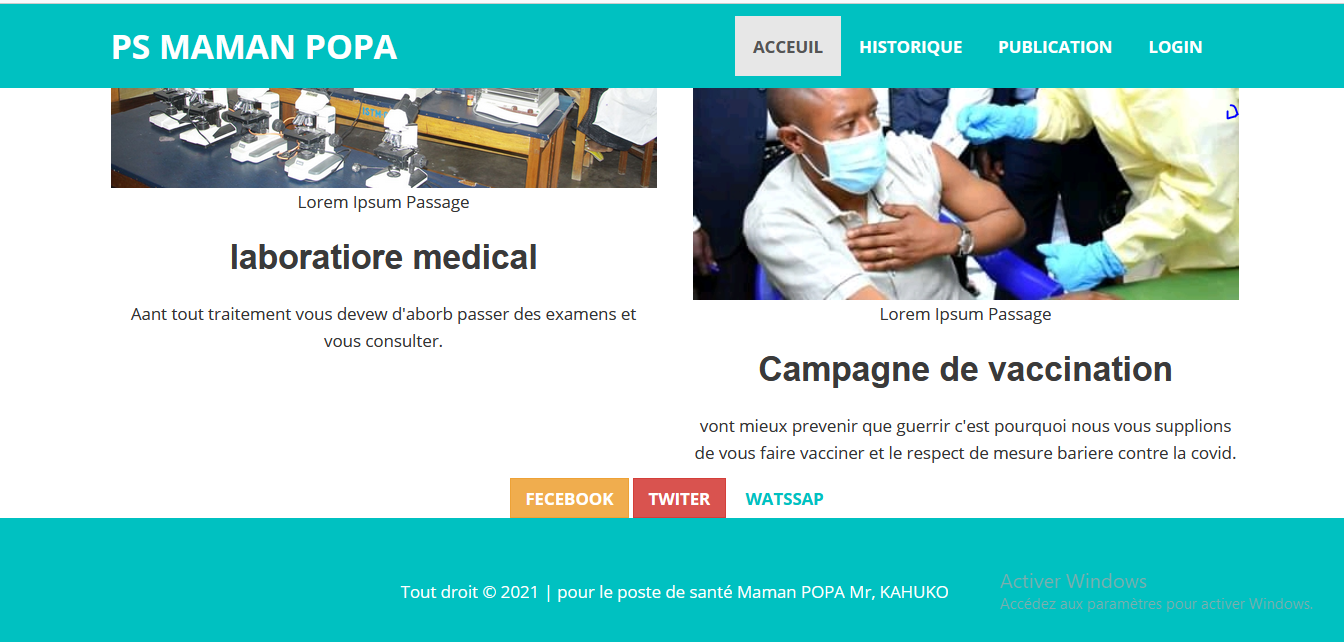 PS MAMAN POPA
ACCEUIL HISTORIQUE PUBLICATION LOGIN
Lorem Ipsum Passage
laboratiore medical
Aant tout traitement vous devew d'aborb passer des examens et
vous consulter.
Lorem Ipsum Passage
Campagne de vaccination
vont mieux prevenir que guerrir c'est pourquoi nous vous supplions
de vous faire vacciner et le respect de mesure bariere contre la covid.
FECEBOOK TWITER WATSSAP
Tout droit © 2021 | pour le poste de santé Maman POPA Mr, KAHUKO
Activer Windows
Accédez aux paramètres pour activer Windows.